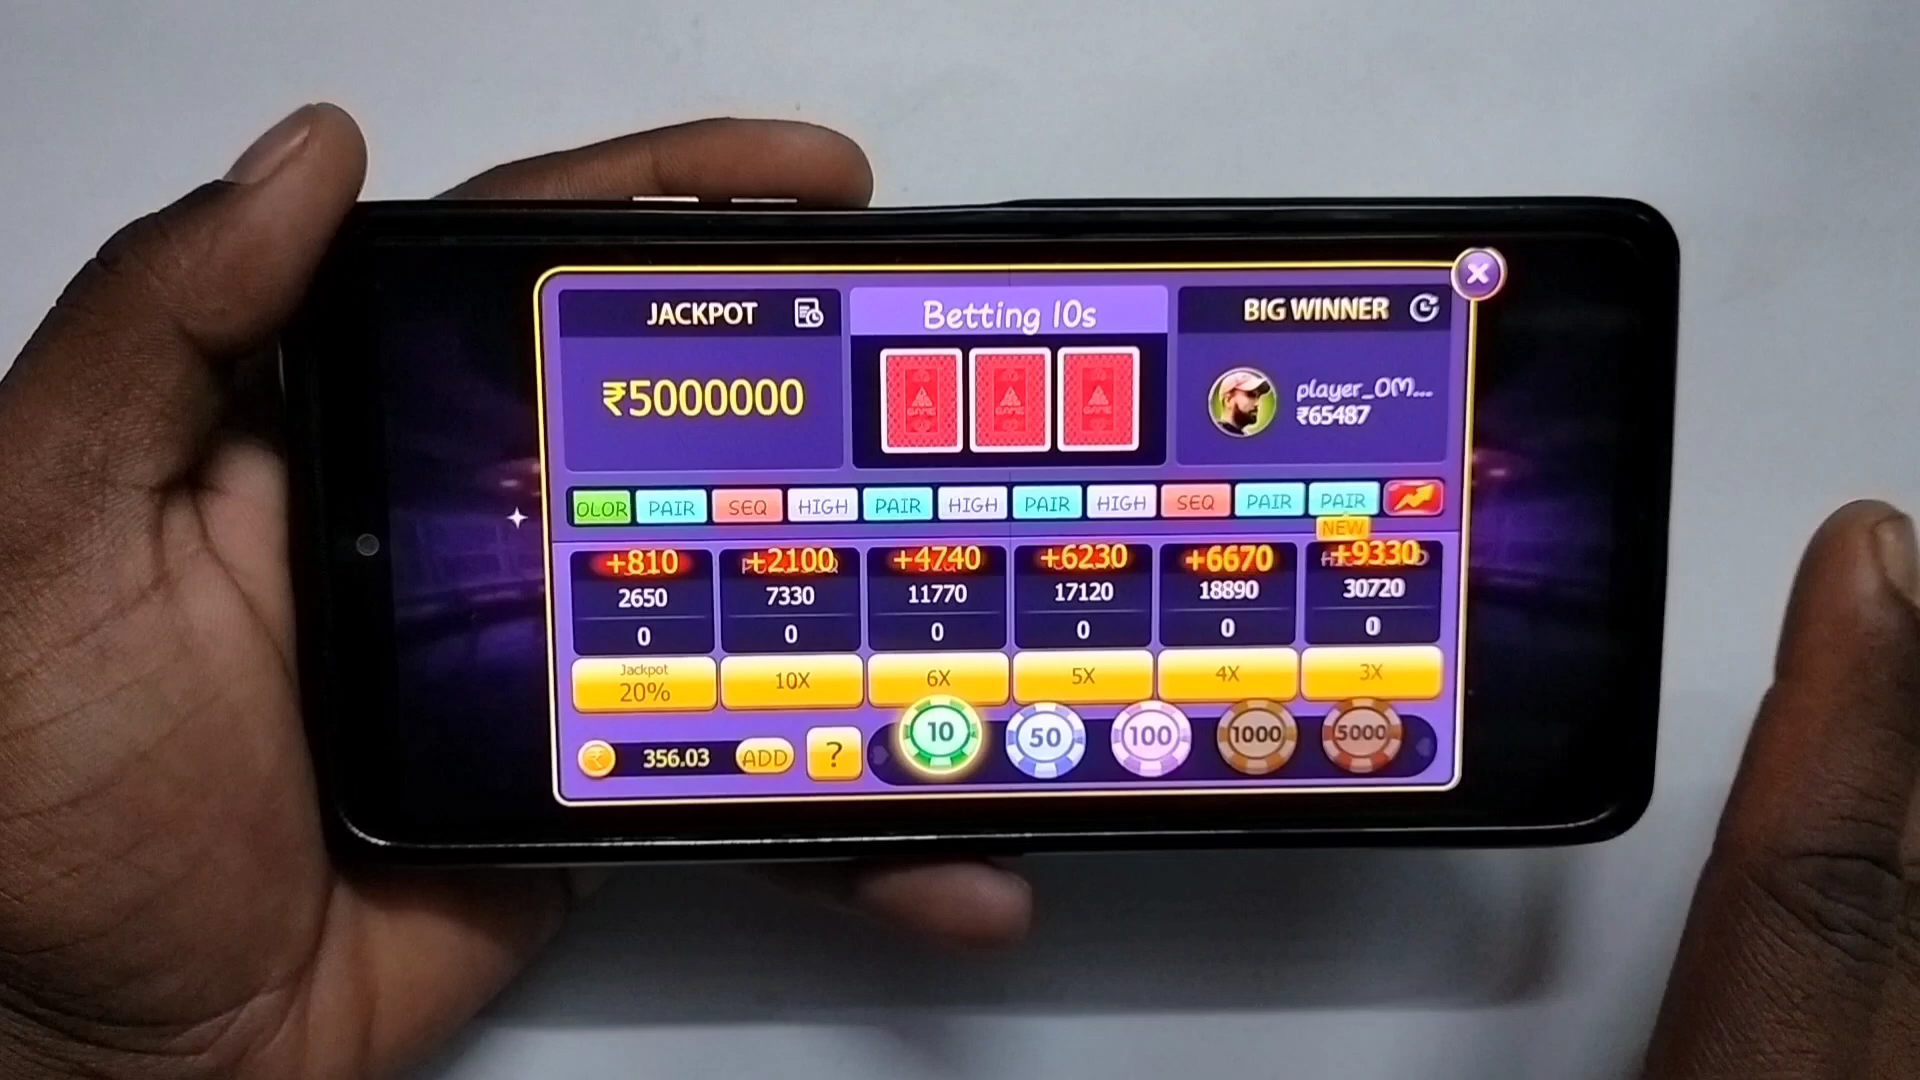 JACKPOT
₹5000000
Betting 10s
BIG WINNER
player_OM...
₹65487
OLOR PAIR SEQ HIGH PAIR HIGH PAIR HIGH SEQ PAIR PAIR
NEW
+810 +2100 +4740 +6230 +6670 +9330
2650 7330 11770 17120 18890 30720
0 0 0 0 0 0
Jackpot
20% 10X 6X 5X 4X 3X
356.03 ADD ? 10 50 100 1000 5000